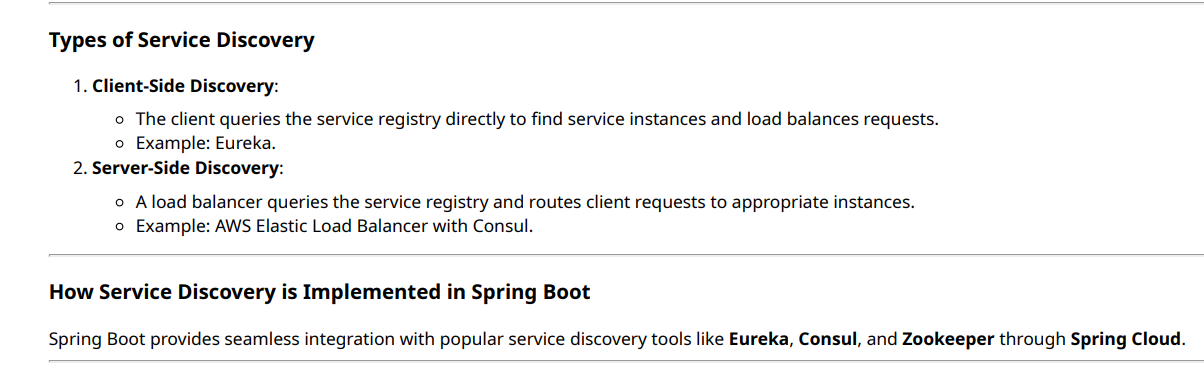 Types of Service Discovery
1. Client-Side Discovery:
○ The client queries the service registry directly to find service instances and load balances requests.
○ Example: Eureka.
2. Server-Side Discovery:
○ A load balancer queries the service registry and routes client requests to appropriate instances.
○ Example: AWS Elastic Load Balancer with Consul.
How Service Discovery is Implemented in Spring Boot
Spring Boot provides seamless integration with popular service discovery tools like Eureka, Consul, and Zookeeper through Spring Cloud.